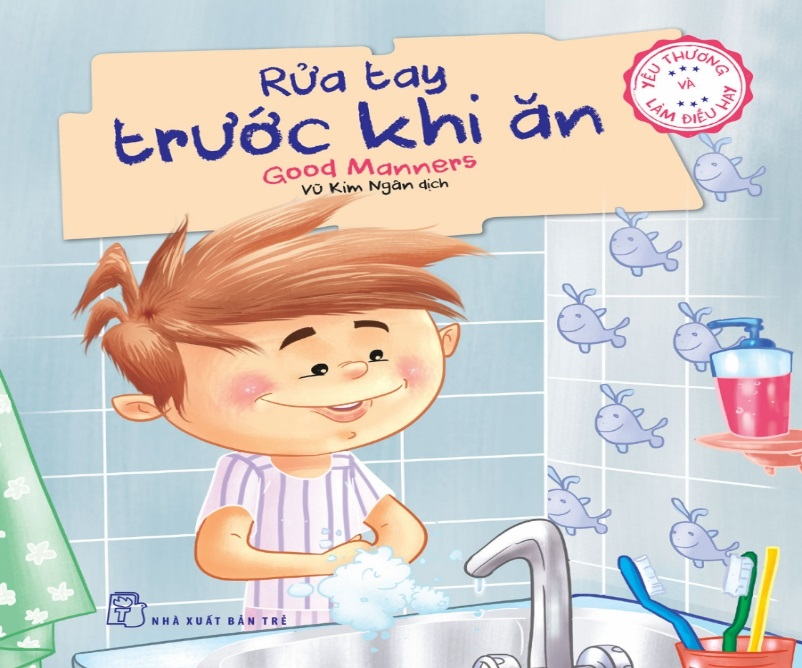 Rửa tay
trước khi ăn
Good Manners
Vũ Kim Ngân dịch
YÊU THƯƠNG
VÀ
LÀM ĐIỀU HAY
NHÀ XUẤT BẢN TRẺ